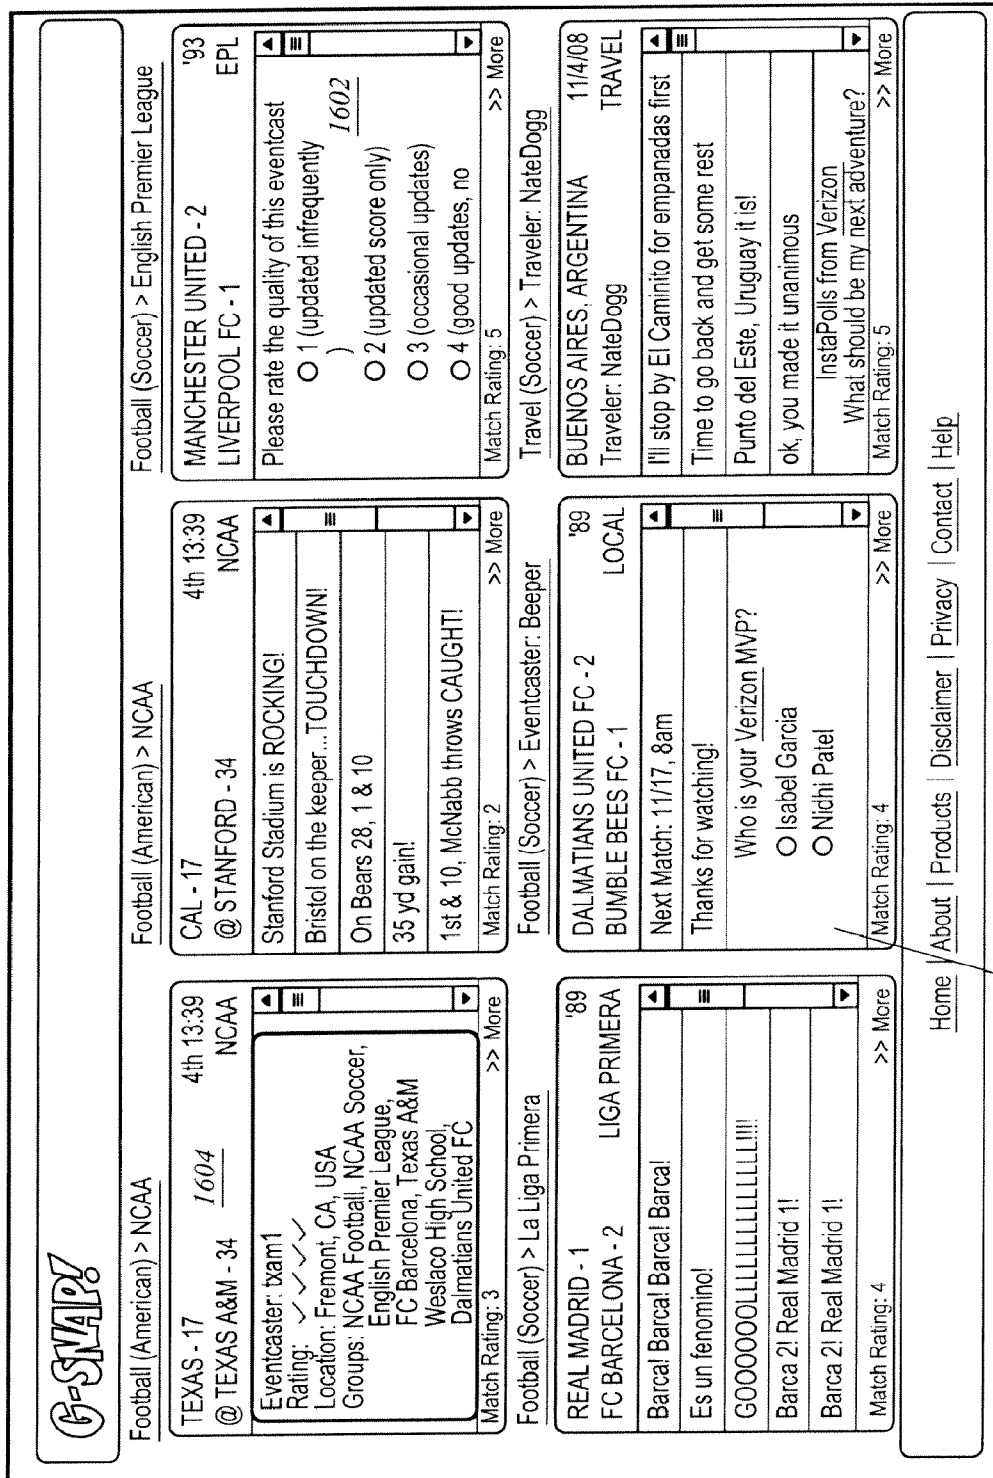 G-SNAP!
Football (American) > NCAA
TEXAS - 17 4th 13:39
@ TEXAS A&M - 34 1604 NCAA
Eventcaster: txam1
Rating: ✓ ✓ ✓ ✓
Location: Fremont, CA, USA
Groups: NCAA Football, NCAA Soccer,
English Premier League,
FC Barcelona, Texas A&M
Weslaco High School,
Dalmatians United FC
Match Rating: 3 >> More
Football (American) > NCAA
CAL - 17 4th 13:39
@ STANFORD - 34 NCAA
Stanford Stadium is ROCKING!
Bristol on the keeper...TOUCHDOWN!
On Bears 28, 1 & 10
35 yd gain!
1st & 10, McNabb throws CAUGHT!
Match Rating: 2 >> More
Football (Soccer) > English Premier League
MANCHESTER UNITED - 2 '93
LIVERPOOL FC - 1 EPL
Please rate the quality of this eventcast
1 (updated infrequently
) 1602
2 (updated score only)
3 (occasional updates)
4 (good updates, no
Match Rating: 5 >> More
Football (Soccer) > La Liga Primera
REAL MADRID - 1 '89
FC BARCELONA - 2 LIGA PRIMERA
Barca! Barca! Barca! Barca! Barca!
Es un fenomino!
GOOOOOOLLLLLLLLLLLL!!!!
Barca 2! Real Madrid 1!
Barca 2! Real Madrid 1!
Match Rating: 4 >> More
Football (Soccer) > Eventcaster: Beeper
DALMATIANS UNITED FC - 2 '89
BUMBLE BEES FC - 1 LOCAL
Next Match: 11/17, 8am
Thanks for watching!
Who is your Verizon MVP?
Isabel Garcia
Nidhi Patel
Match Rating: 4 >> More
Travel (Soccer) > Traveler: NateDogg
BUENOS AIRES, ARGENTINA 11/4/08
Traveler: NateDogg TRAVEL
I'll stop by El Caminito for empanadas first
Time to go back and get some rest
Punto del Este, Uruguay it is!
ok, you made it unanimous
InstaPolls from Verizon
What should be my next adventure?
Match Rating: 5 >> More
Home | About | Products | Disclaimer | Privacy | Contact | Help